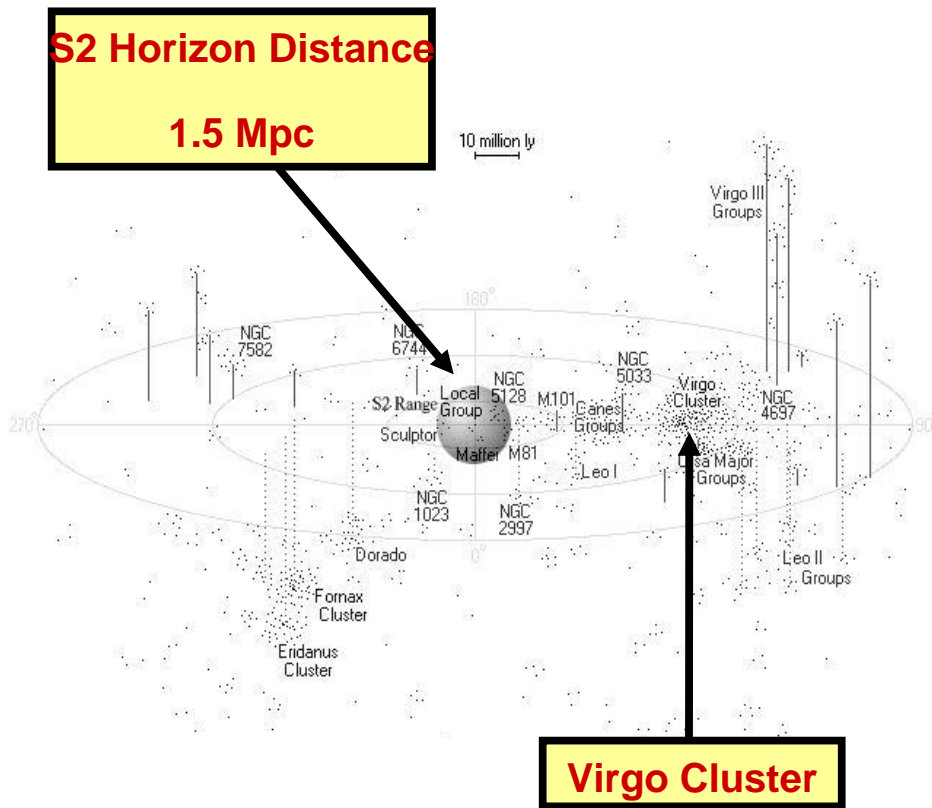 S2 Horizon Distance
1.5 Mpc
10 million ly
Virgo III
Groups
180°
NGC
7582
NGC
6744
NGC
5033
NGC
5128
Local
Group
M101
Virgo
Cluster
Canes
Groups
NGC
4697
S2 Range
270°
90
Sculptor
Maffei
M81
Leo I
Ursa Major
Groups
NGC
1023
NGC
2997
Dorado
0°
Leo II
Groups
Fornax
Cluster
Eridanus
Cluster
Virgo Cluster